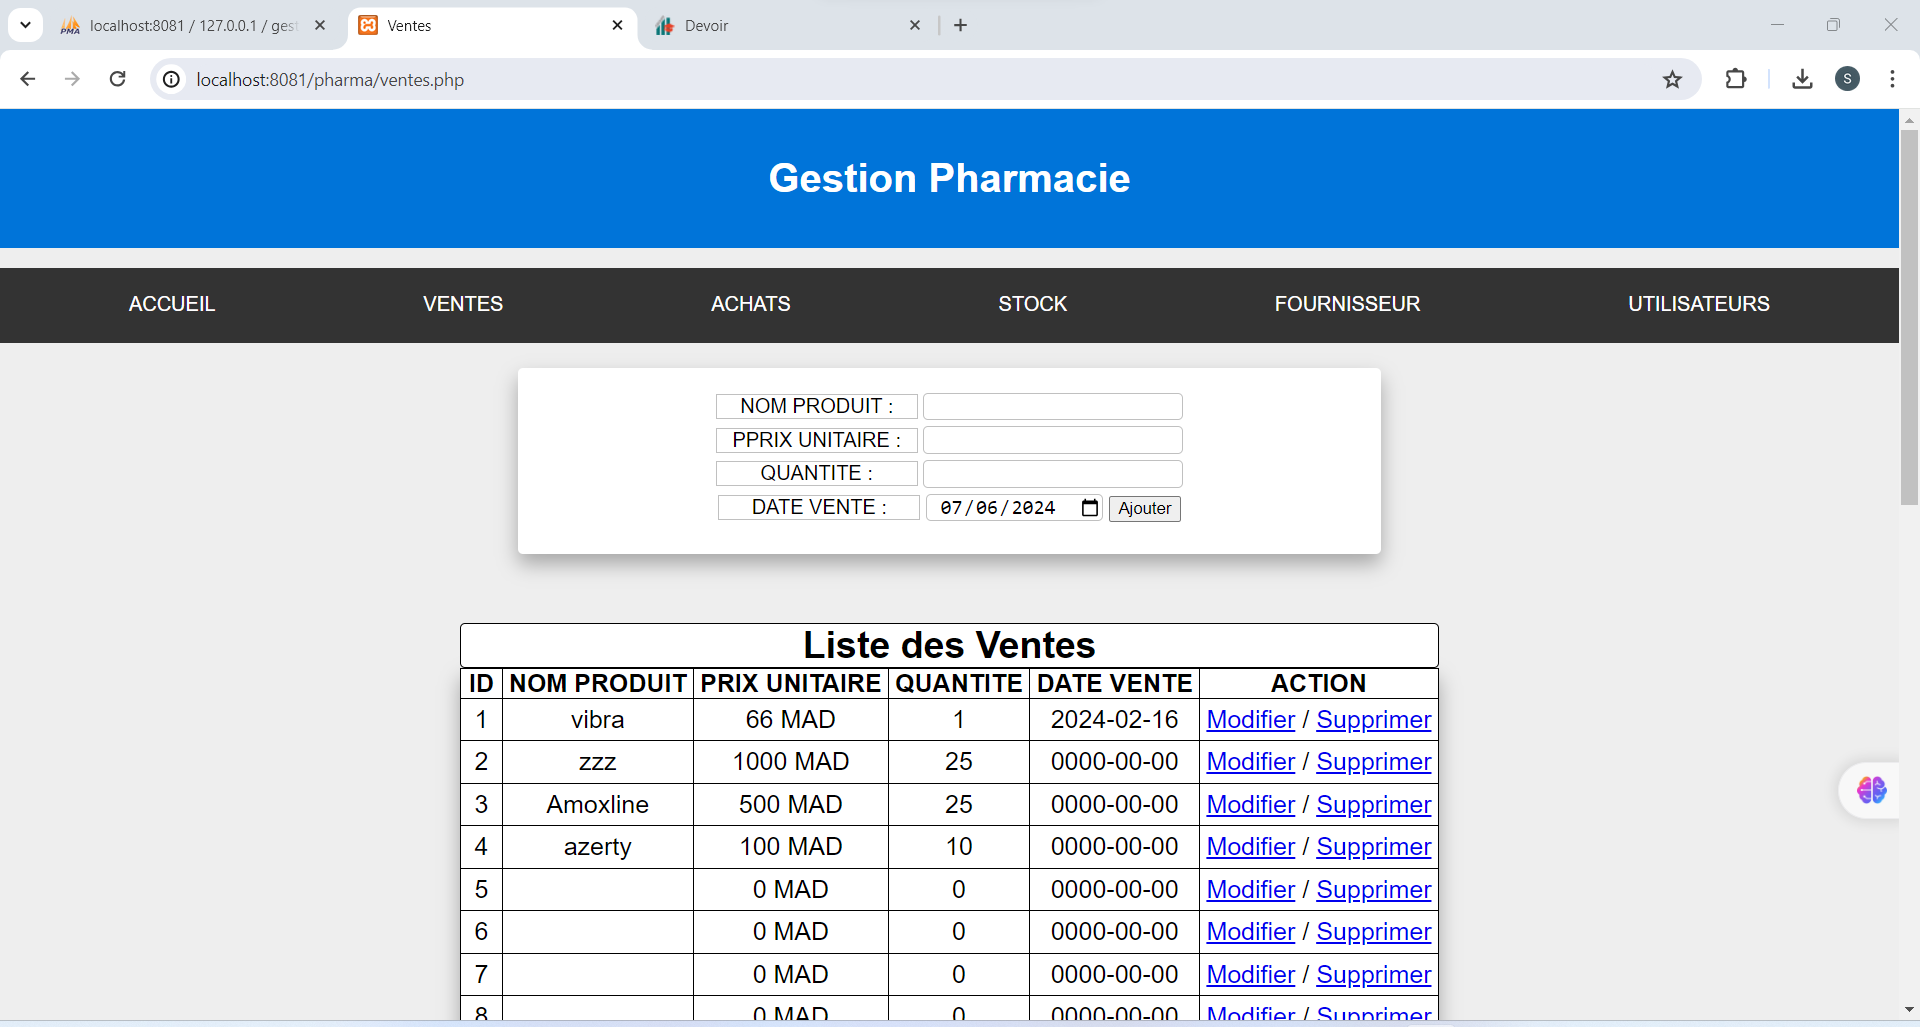 localhost:8081 / 127.0.0.1 / gest
Ventes
Devoir
localhost:8081/pharma/ventes.php
S
Gestion Pharmacie
ACCUEIL VENTES ACHATS STOCK FOURNISSEUR UTILISATEURS
NOM PRODUIT :
PPRIX UNITAIRE :
QUANTITE :
DATE VENTE : 07/06/2024 Ajouter
Liste des Ventes
ID NOM PRODUIT PRIX UNITAIRE QUANTITE DATE VENTE ACTION
1 vibra 66 MAD 1 2024-02-16 Modifier / Supprimer
2 zzz 1000 MAD 25 0000-00-00 Modifier / Supprimer
3 Amoxline 500 MAD 25 0000-00-00 Modifier / Supprimer
4 azerty 100 MAD 10 0000-00-00 Modifier / Supprimer
5 0 MAD 0 0000-00-00 Modifier / Supprimer
6 0 MAD 0 0000-00-00 Modifier / Supprimer
7 0 MAD 0 0000-00-00 Modifier / Supprimer
8 0 MAD 0 0000-00-00 Modifier / Supprimer